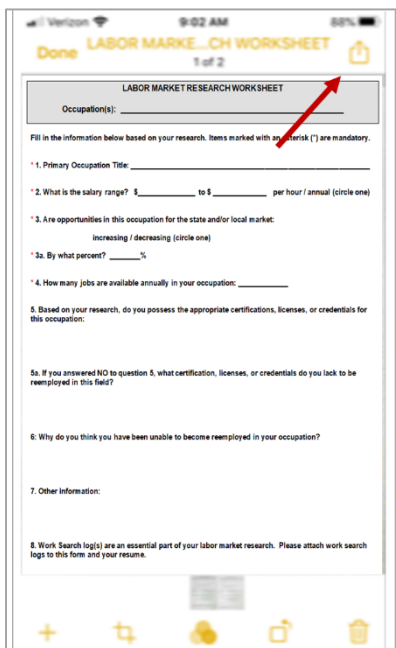 Verizon 9:02 AM 88%
Done LABOR MARKE...CH WORKSHEET
1 of 2
LABOR MARKET RESEARCH WORKSHEET
Occupation(s):
Fill in the information below based on your research. Items marked with an asterisk (*) are mandatory.
* 1. Primary Occupation Title:
* 2. What is the salary range? $__________ to $__________ per hour / annual (circle one)
* 3. Are opportunities in this occupation for the state and/or local market:
increasing / decreasing (circle one)
* 3a. By what percent? ______%
* 4. How many jobs are available annually in your occupation: __________
5. Based on your research, do you possess the appropriate certifications, licenses, or credentials for
this occupation:
5a. If you answered NO to question 5, what certification, licenses, or credentials do you lack to be
reemployed in this field?
6: Why do you think you have been unable to become reemployed in your occupation?
7. Other information:
8. Work Search log(s) are an essential part of your labor market research. Please attach work search
logs to this form and your resume.